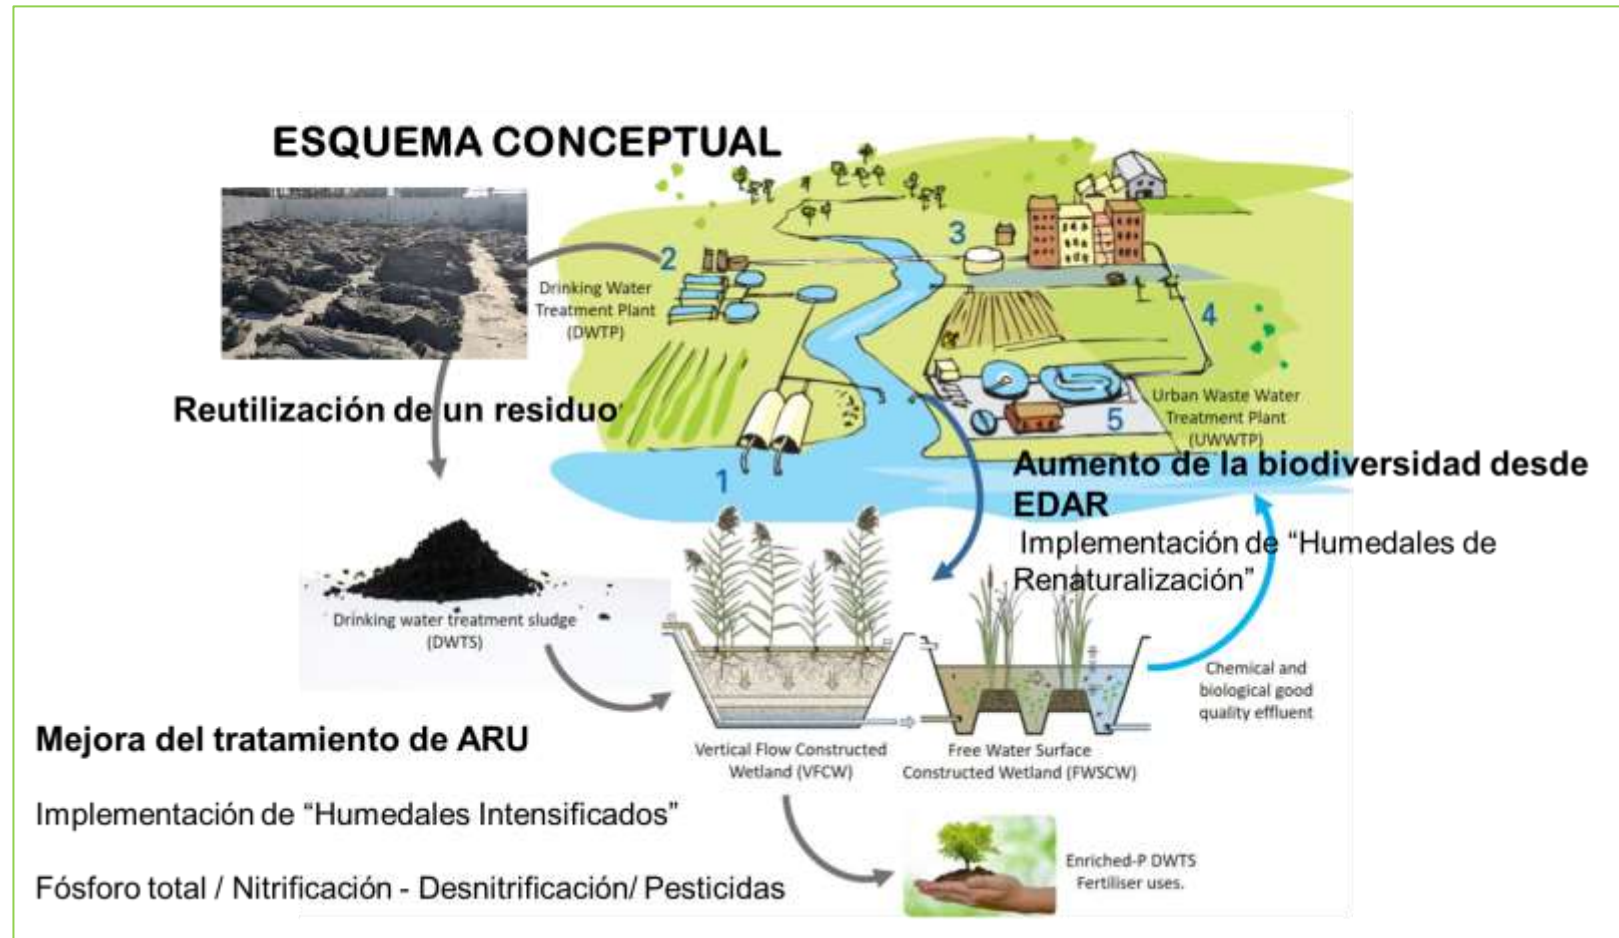 ESQUEMA CONCEPTUAL
2
Drinking Water
Treatment Plant
(DWTP)
3
4
Reutilización de un residuo
Urban Waste Water
Treatment Plant
(UWWTP)
5
1
Aumento de la biodiversidad desde
EDAR
Implementación de “Humedales de
Renaturalización”
Drinking water treatment sludge
(DWTS)
Chemical and
biological good
quality effluent
Mejora del tratamiento de ARU
Vertical Flow Constructed
Wetland (VFCW)
Free Water Surface
Constructed Wetland (FWSCW)
Implementación de “Humedales Intensificados”
Enriched-P DWTS
Fertiliser uses.
Fósforo total / Nitrificación - Desnitrificación/ Pesticidas